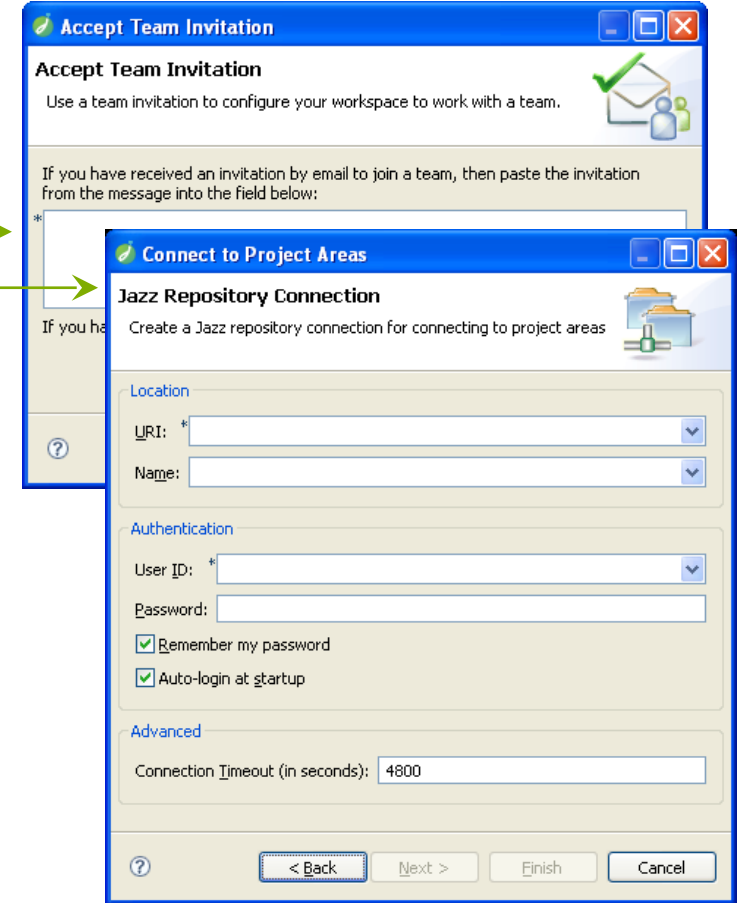 Accept Team Invitation
Accept Team Invitation
Use a team invitation to configure your workspace to work with a team.
If you have received an invitation by email to join a team, then paste the invitation
from the message into the field below:
*
If you ha
Connect to Project Areas
Jazz Repository Connection
Create a Jazz repository connection for connecting to project areas
Location
URI: *
Name:
Authentication
User ID: *
Password:
Remember my password
Auto-login at startup
Advanced
Connection Timeout (in seconds): 4800
? < Back Next > Finish Cancel
?